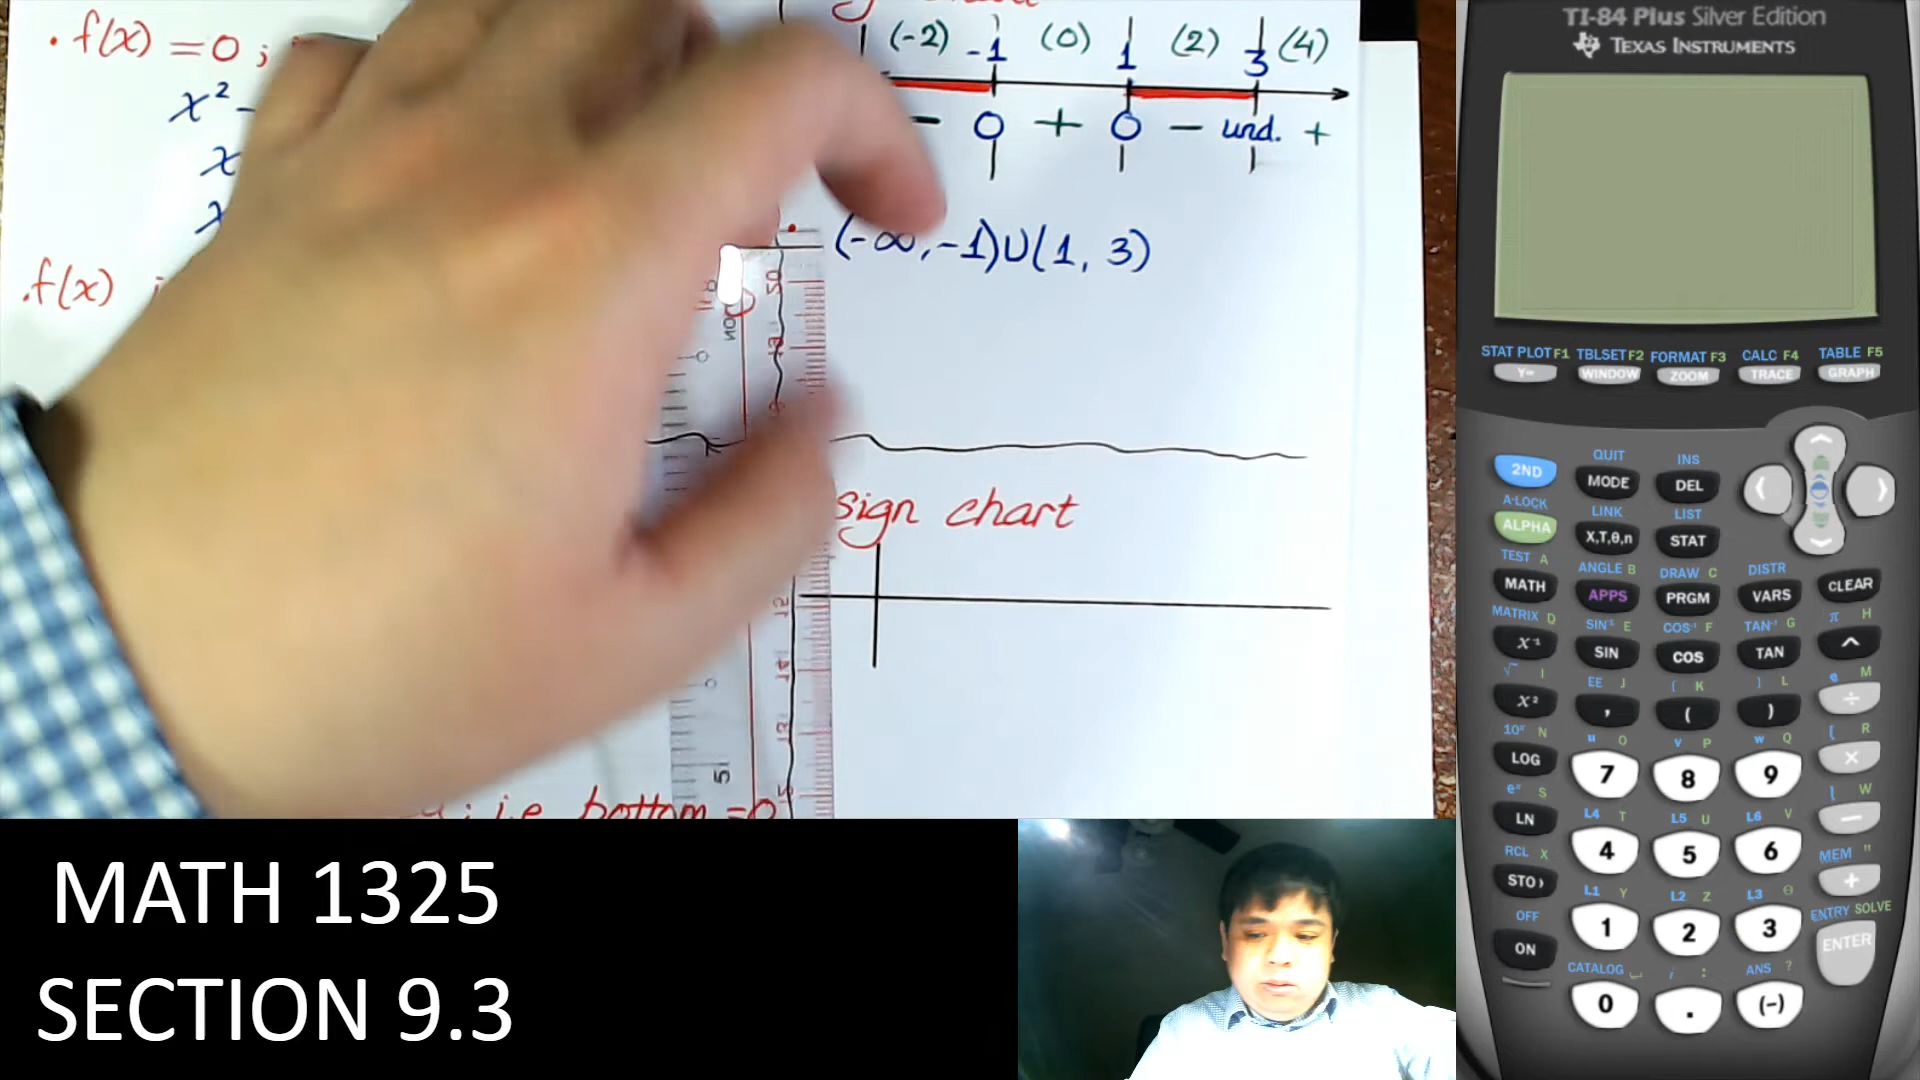 . f(x) = 0 ;
x² -
x
x
.f(x)
(-2) -1 (0) 1 (2) 3 (4)
- 0 + 0 - und. +
(-∞, -1)U(1, 3)
sign chart
i.e bottom = 0
MATH 1325
SECTION 9.3
TI-84 Plus Silver Edition
TEXAS INSTRUMENTS
STAT PLOT F1 TBLSET F2 FORMAT F3 CALC F4 TABLE F5
Y= WINDOW ZOOM TRACE GRAPH
QUIT INS
2ND MODE DEL
A-LOCK LINK LIST
ALPHA X,T,θ,n STAT
TEST A ANGLE B DRAW C DISTR
MATH APPS PRGM VARS CLEAR
MATRIX D SIN⁻¹ E COS⁻¹ F TAN⁻¹ G π H
x⁻¹ SIN COS TAN ^
√ I EE J { K } L e M
x² , ( ) ÷
10ˣ N u O v P w Q [ R
LOG 7 8 9 ×
eˣ S L4 T L5 U L6 V ] W
LN 4 5 6 −
RCL X L1 Y L2 Z L3 θ MEM "
STO› 1 2 3 +
OFF CATALOG ⎵ i : ANS ? ENTRY SOLVE
ON 0 . (-) ENTER